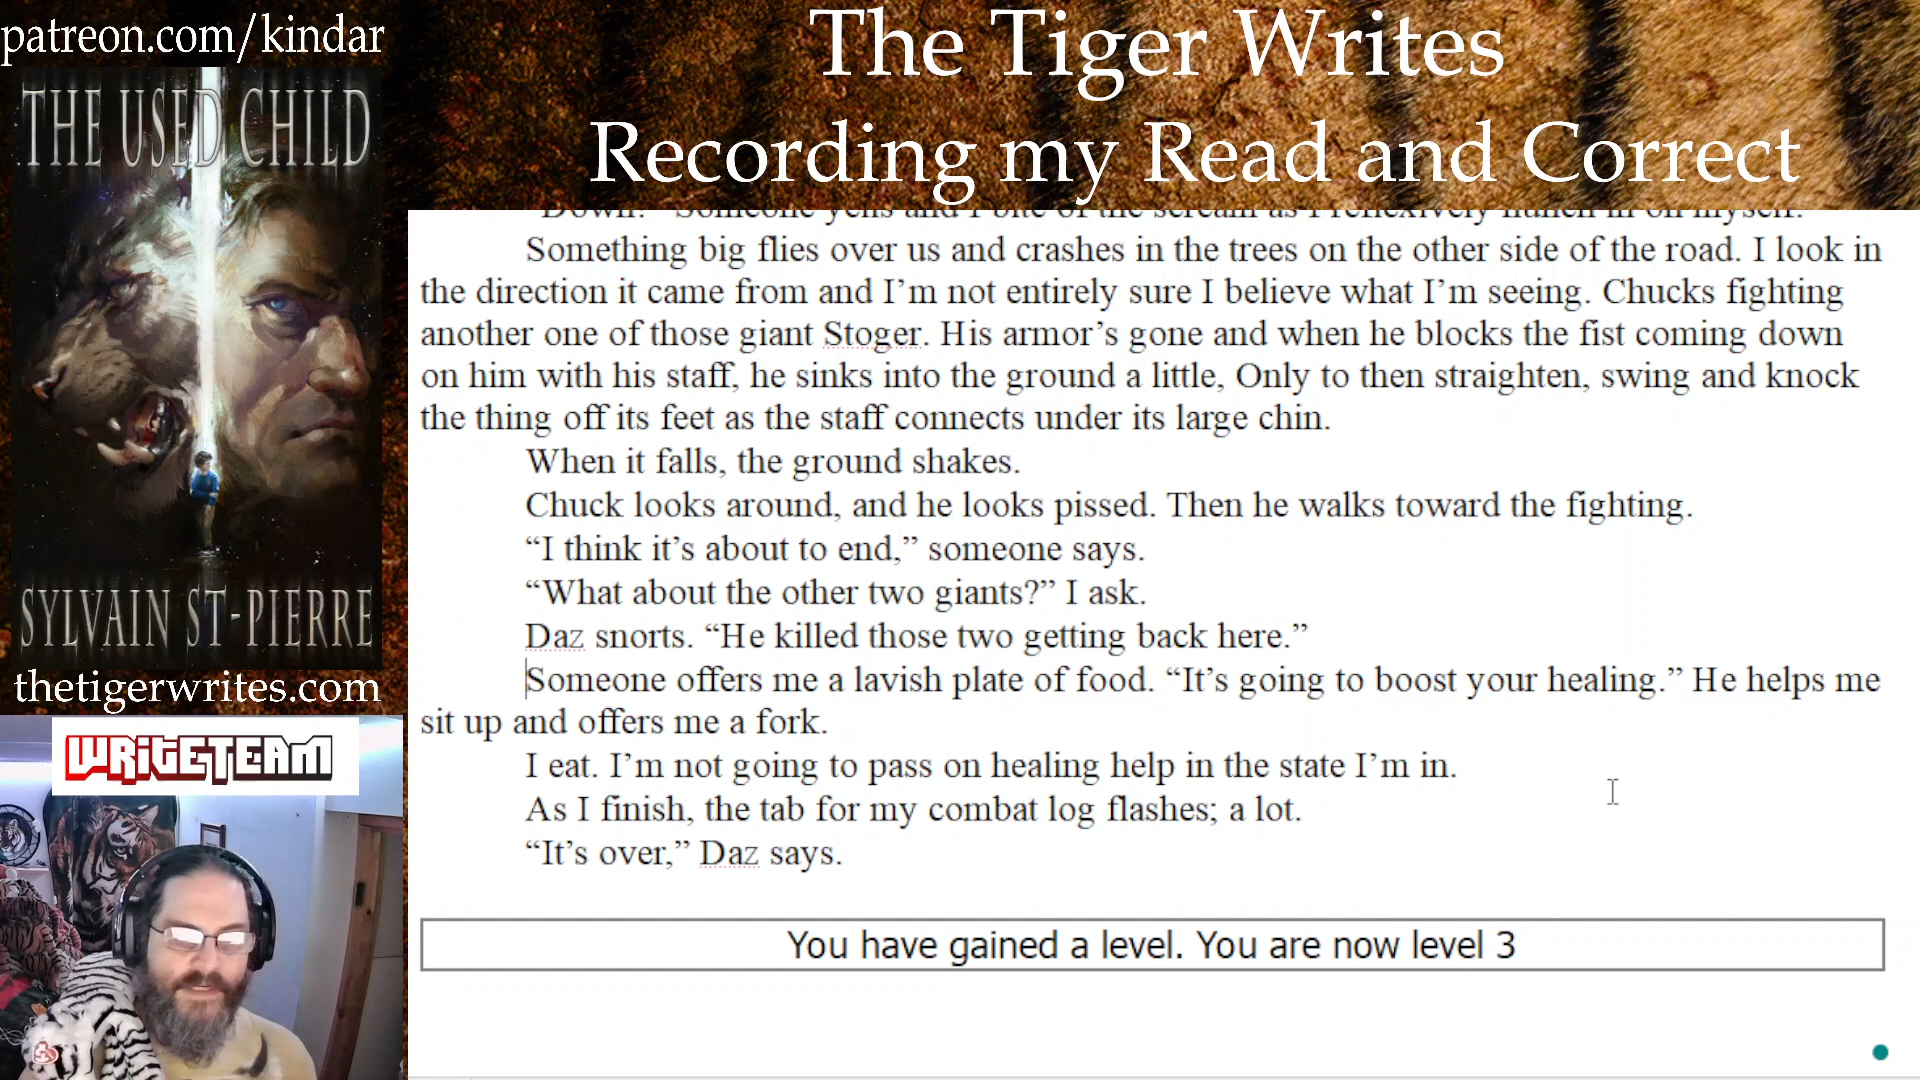 patreon.com/kindar
The Tiger Writes
Recording my Read and Correct
THE USED CHILD
SYLVAIN ST-PIERRE
thetigerwrites.com
WRITETEAM
Something big flies over us and crashes in the trees on the other side of the road. I look in
the direction it came from and I’m not entirely sure I believe what I’m seeing. Chucks fighting
another one of those giant Stoger. His armor’s gone and when he blocks the fist coming down
on him with his staff, he sinks into the ground a little, Only to then straighten, swing and knock
the thing off its feet as the staff connects under its large chin.
When it falls, the ground shakes.
Chuck looks around, and he looks pissed. Then he walks toward the fighting.
“I think it’s about to end,” someone says.
“What about the other two giants?” I ask.
Daz snorts. “He killed those two getting back here.”
Someone offers me a lavish plate of food. “It’s going to boost your healing.” He helps me
sit up and offers me a fork.
I eat. I’m not going to pass on healing help in the state I’m in.
As I finish, the tab for my combat log flashes; a lot.
“It’s over,” Daz says.
You have gained a level. You are now level 3